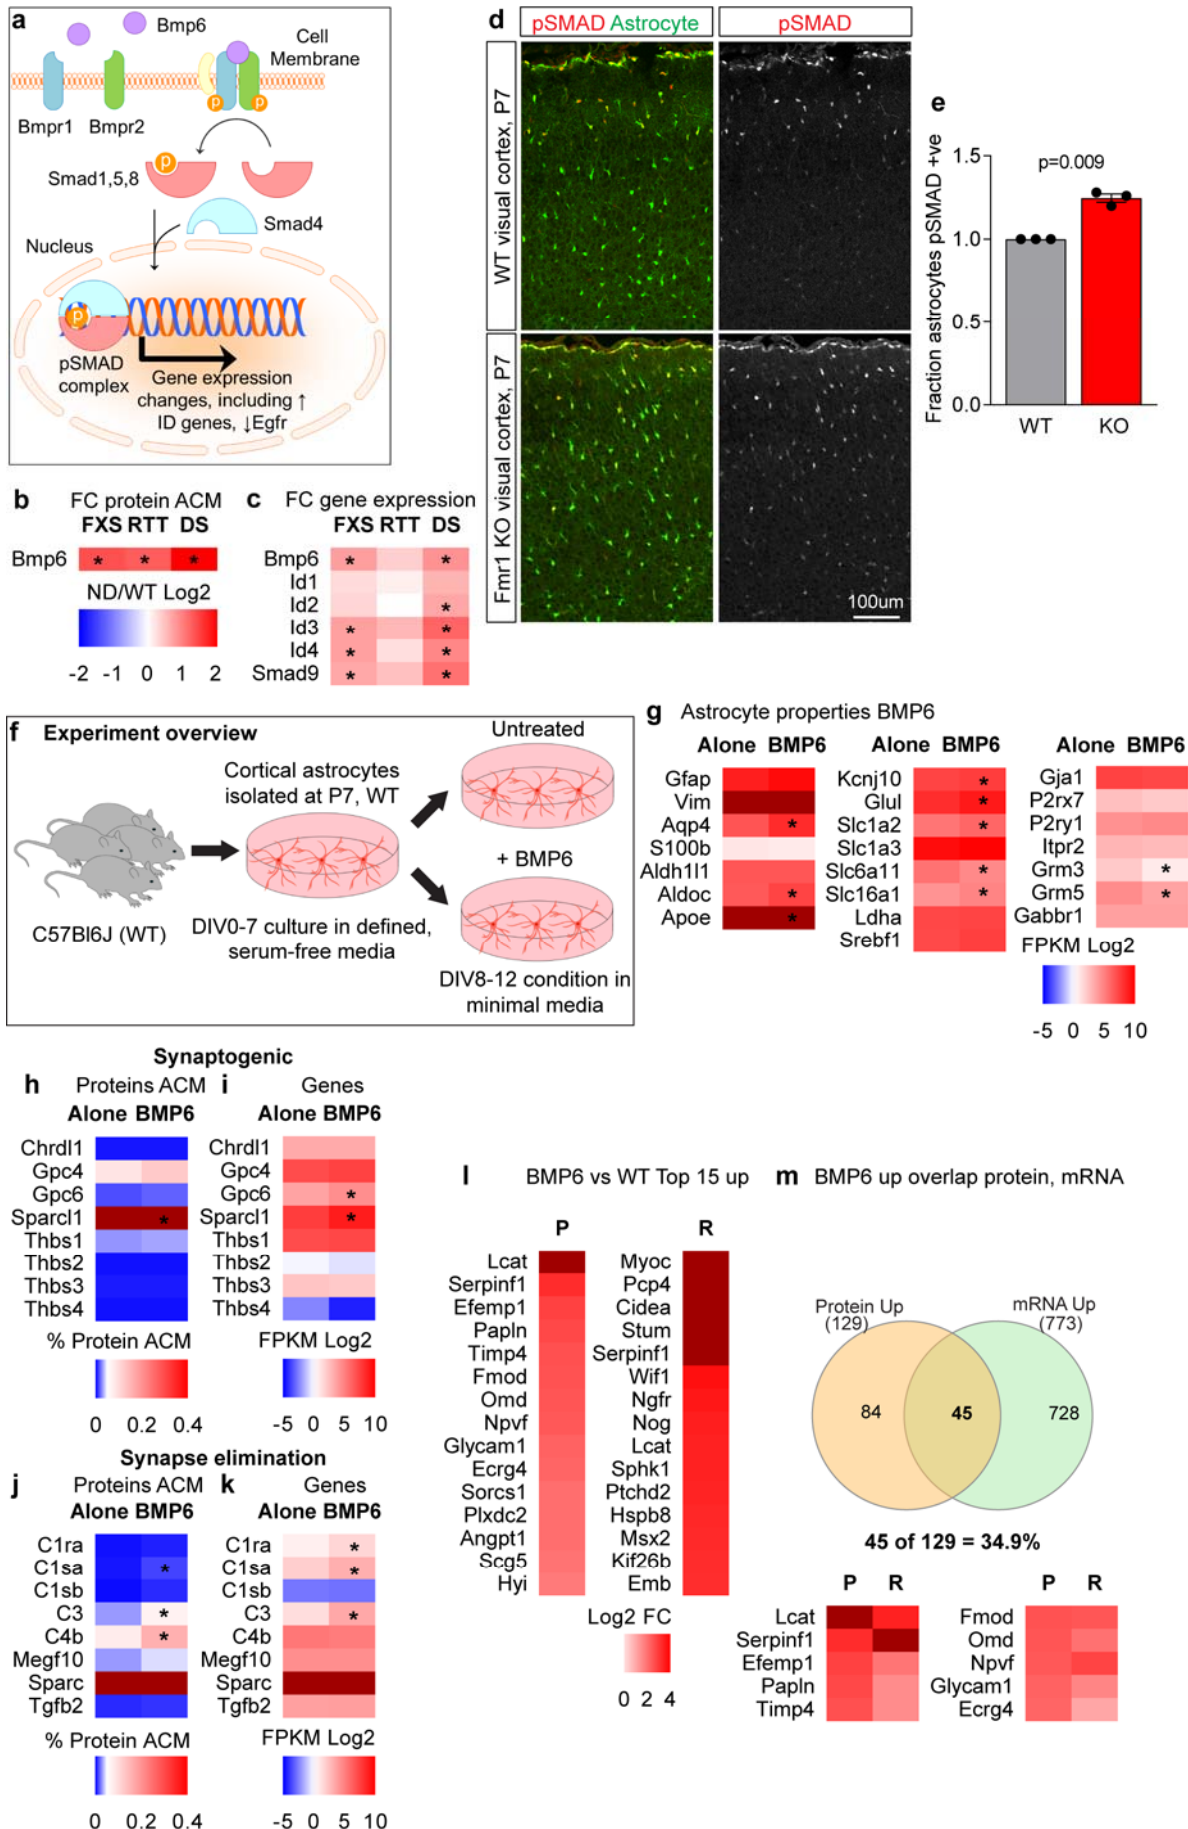 a
Bmp6
Cell
Membrane
Bmpr1
Bmpr2
p
p
p
Smad1,5,8
Smad4
Nucleus
p
pSMAD
complex
Gene expression
changes, including ↑
ID genes, ↓Egfr
b
FC protein ACM
FXS RTT DS
Bmp6
* * *
ND/WT Log2
-2 -1 0 1 2
c
FC gene expression
FXS RTT DS
Bmp6 * *
Id1
Id2 *
Id3 * *
Id4 * *
Smad9 * *
d
pSMAD Astrocyte
pSMAD
WT visual cortex, P7
Fmr1 KO visual cortex, P7
100um
e
Fraction astrocytes pSMAD +ve
1.5
1.0
0.5
0.0
p=0.009
WT
KO
f Experiment overview
C57Bl6J (WT)
Cortical astrocytes
isolated at P7, WT
DIV0-7 culture in defined,
serum-free media
Untreated
+ BMP6
DIV8-12 condition in
minimal media
g Astrocyte properties BMP6
Alone BMP6
Gfap
Vim
Aqp4 *
S100b
Aldh1l1
Aldoc *
Apoe *
Alone BMP6
Kcnj10 *
Glul *
Slc1a2 *
Slc1a3
Slc6a11 *
Slc16a1 *
Ldha
Srebf1
Alone BMP6
Gja1
P2rx7
P2ry1
Itpr2
Grm3 *
Grm5 *
Gabbr1
FPKM Log2
-5 0 5 10
Synaptogenic
h Proteins ACM
Alone BMP6
Chrdl1
Gpc4
Gpc6
Sparcl1 *
Thbs1
Thbs2
Thbs3
Thbs4
% Protein ACM
0 0.2 0.4
i Genes
Alone BMP6
Chrdl1
Gpc4
Gpc6 *
Sparcl1 *
Thbs1
Thbs2
Thbs3
Thbs4
FPKM Log2
-5 0 5 10
Synapse elimination
j Proteins ACM
Alone BMP6
C1ra
C1sa *
C1sb
C3 *
C4b *
Megf10
Sparc
Tgfb2
% Protein ACM
0 0.2 0.4
k Genes
Alone BMP6
C1ra *
C1sa *
C1sb
C3 *
C4b
Megf10
Sparc
Tgfb2
FPKM Log2
-5 0 5 10
l BMP6 vs WT Top 15 up
P
Lcat
Serpinf1
Efemp1
Papln
Timp4
Fmod
Omd
Npvf
Glycam1
Ecrg4
Sorcs1
Plxdc2
Angpt1
Scg5
Hyi
R
Myoc
Pcp4
Cidea
Stum
Serpinf1
Wif1
Ngfr
Nog
Lcat
Sphk1
Ptchd2
Hspb8
Msx2
Kif26b
Emb
Log2 FC
0 2 4
m BMP6 up overlap protein, mRNA
Protein Up
(129)
mRNA Up
(773)
84
45
728
45 of 129 = 34.9%
P R
Lcat
Serpinf1
Efemp1
Papln
Timp4
P R
Fmod
Omd
Npvf
Glycam1
Ecrg4